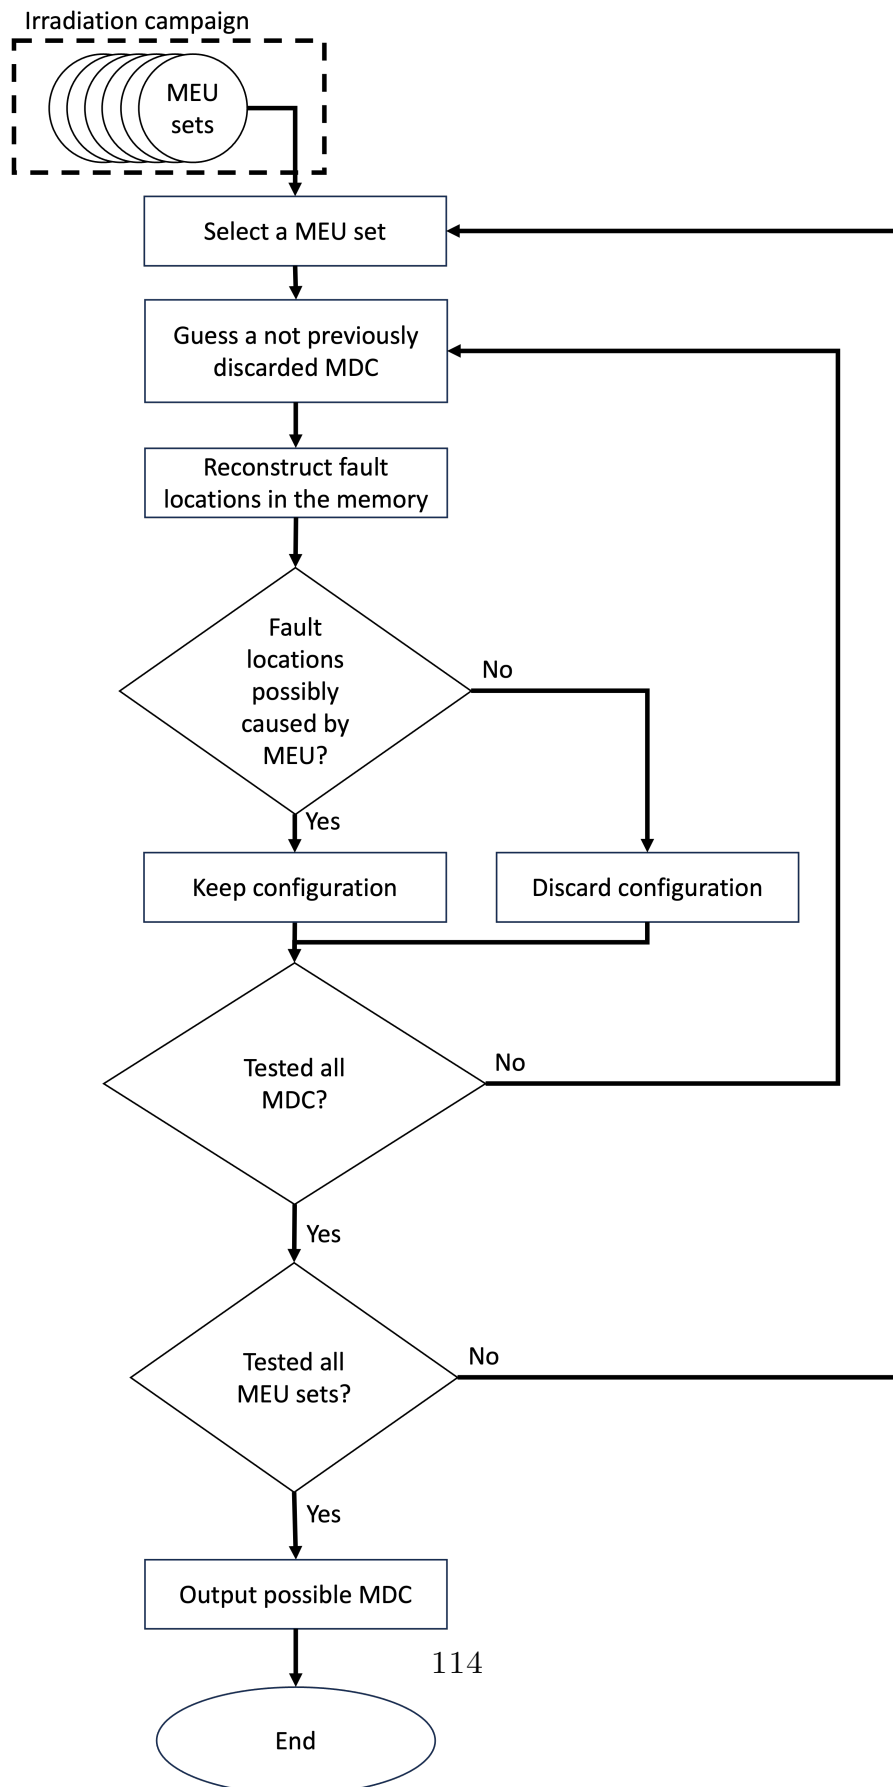 Irradiation campaign
MEU
sets
Select a MEU set
Guess a not previously
discarded MDC
Reconstruct fault
locations in the memory
Fault
locations
possibly
caused by
MEU?
No
Yes
Keep configuration
Discard configuration
Tested all
MDC?
No
Yes
Tested all
MEU sets?
No
Yes
Output possible MDC
114
End